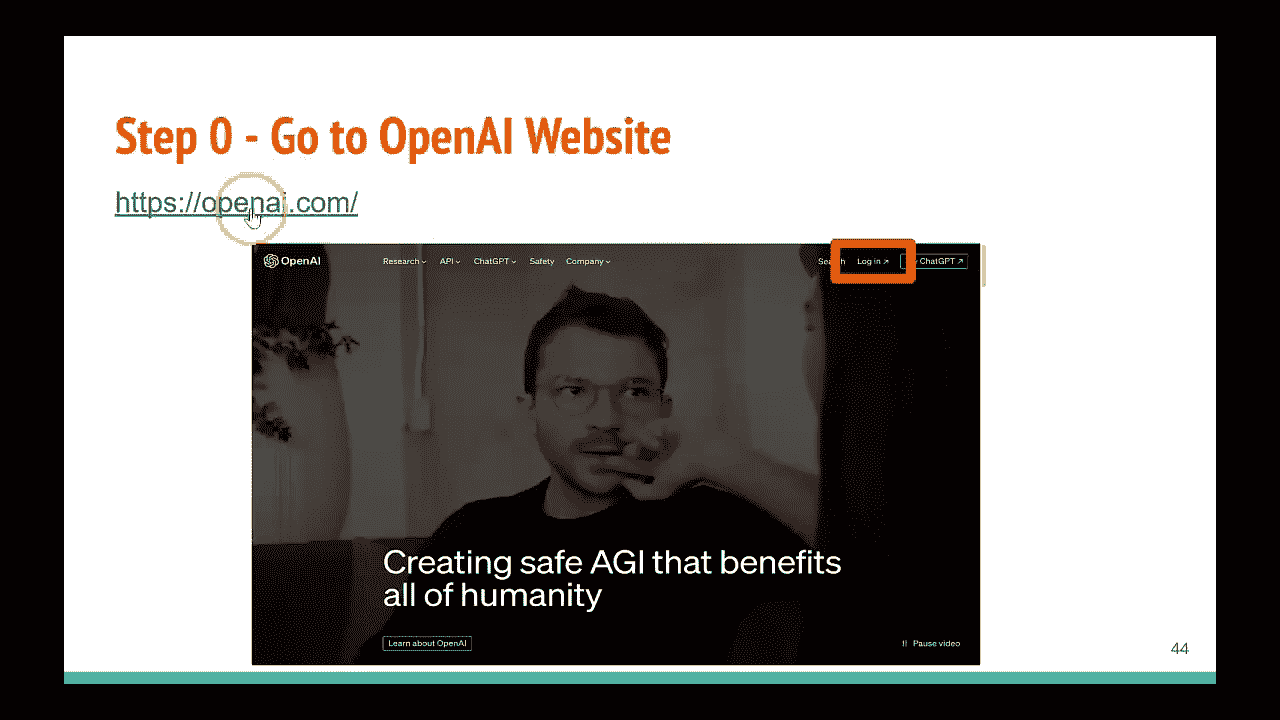 Step 0 - Go to OpenAI Website
https://openai.com/
OpenAI Research API ChatGPT Safety Company Log in ↗ ChatGPT ↗
Creating safe AGI that benefits
all of humanity
Learn about OpenAI Pause video
44